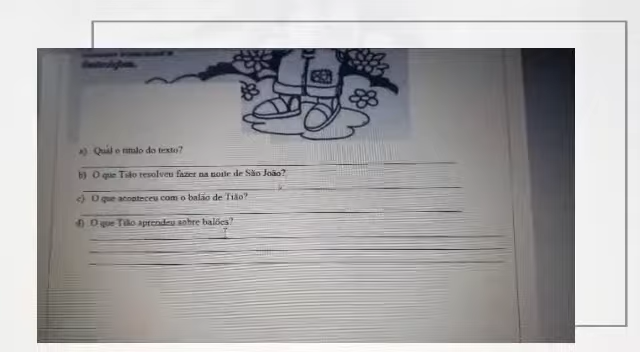 destruições.
a) Qual o título do texto?
b) O que Tião resolveu fazer na noite de São João?
c) O que aconteceu com o balão de Tião?
d) O que Tião aprendeu sobre balões?